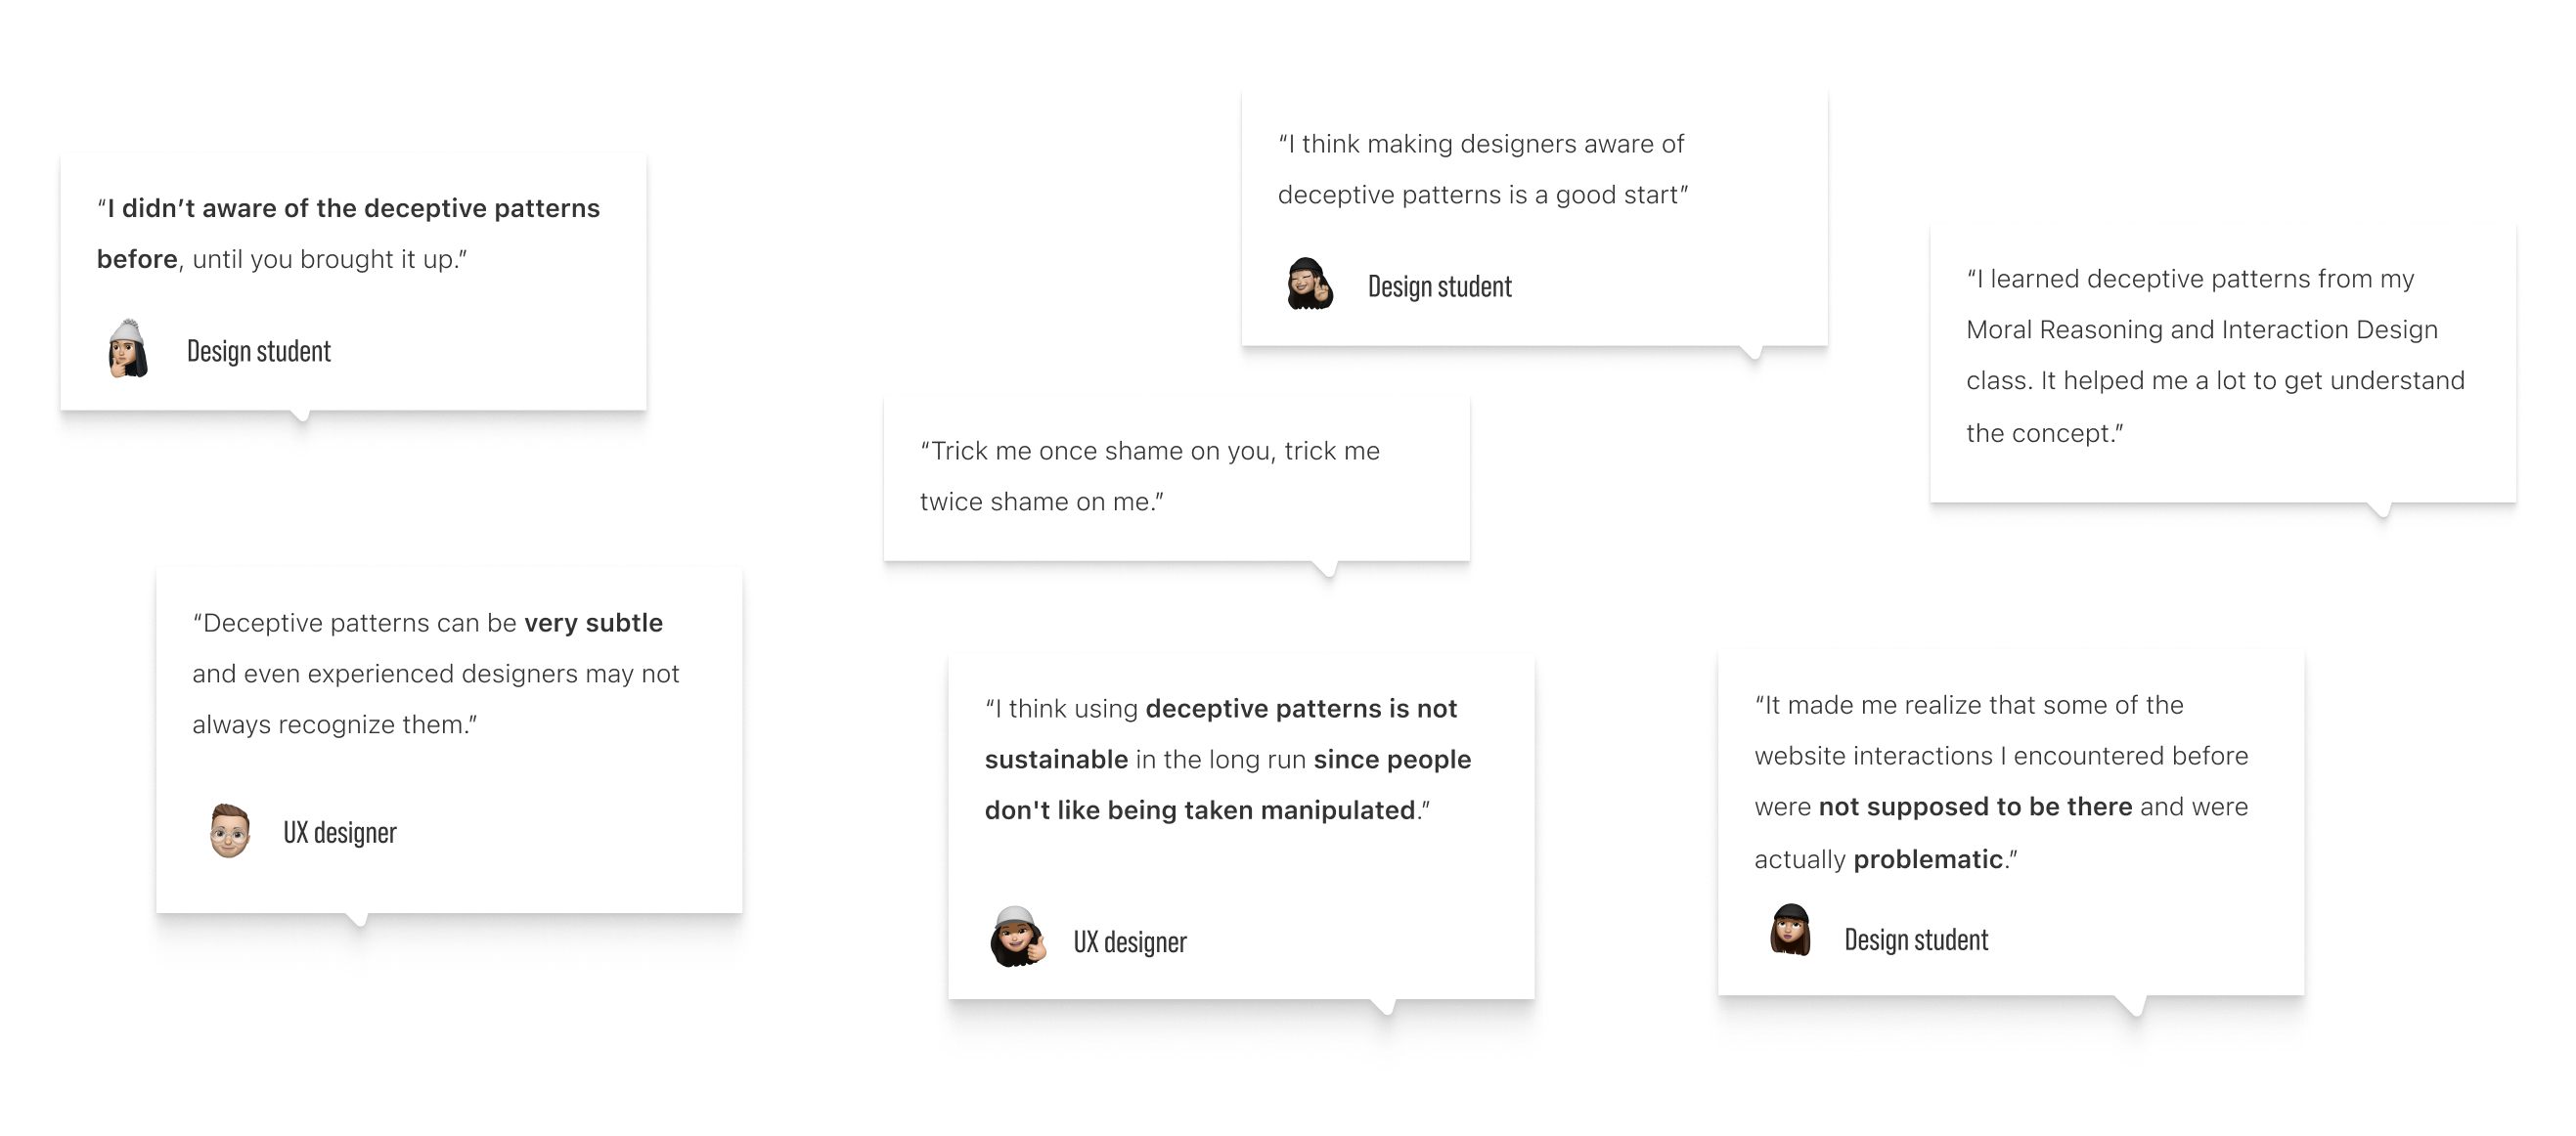 “I didn’t aware of the deceptive patterns
before, until you brought it up.”
Design student
“I think making designers aware of
deceptive patterns is a good start”
Design student
“I learned deceptive patterns from my
Moral Reasoning and Interaction Design
class. It helped me a lot to get understand
the concept.”
“Trick me once shame on you, trick me
twice shame on me.”
“Deceptive patterns can be very subtle
and even experienced designers may not
always recognize them.”
UX designer
“I think using deceptive patterns is not
sustainable in the long run since people
don't like being taken manipulated.”
UX designer
“It made me realize that some of the
website interactions I encountered before
were not supposed to be there and were
actually problematic.”
Design student